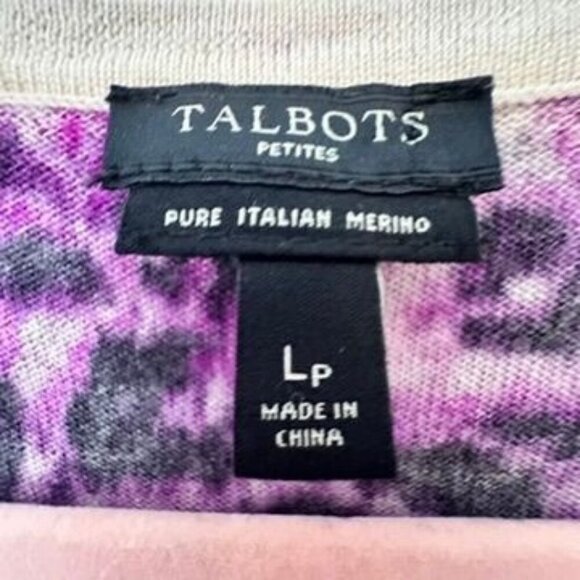 TALBOTS
PETITES
PURE ITALIAN MERINO
LP
MADE IN
CHINA